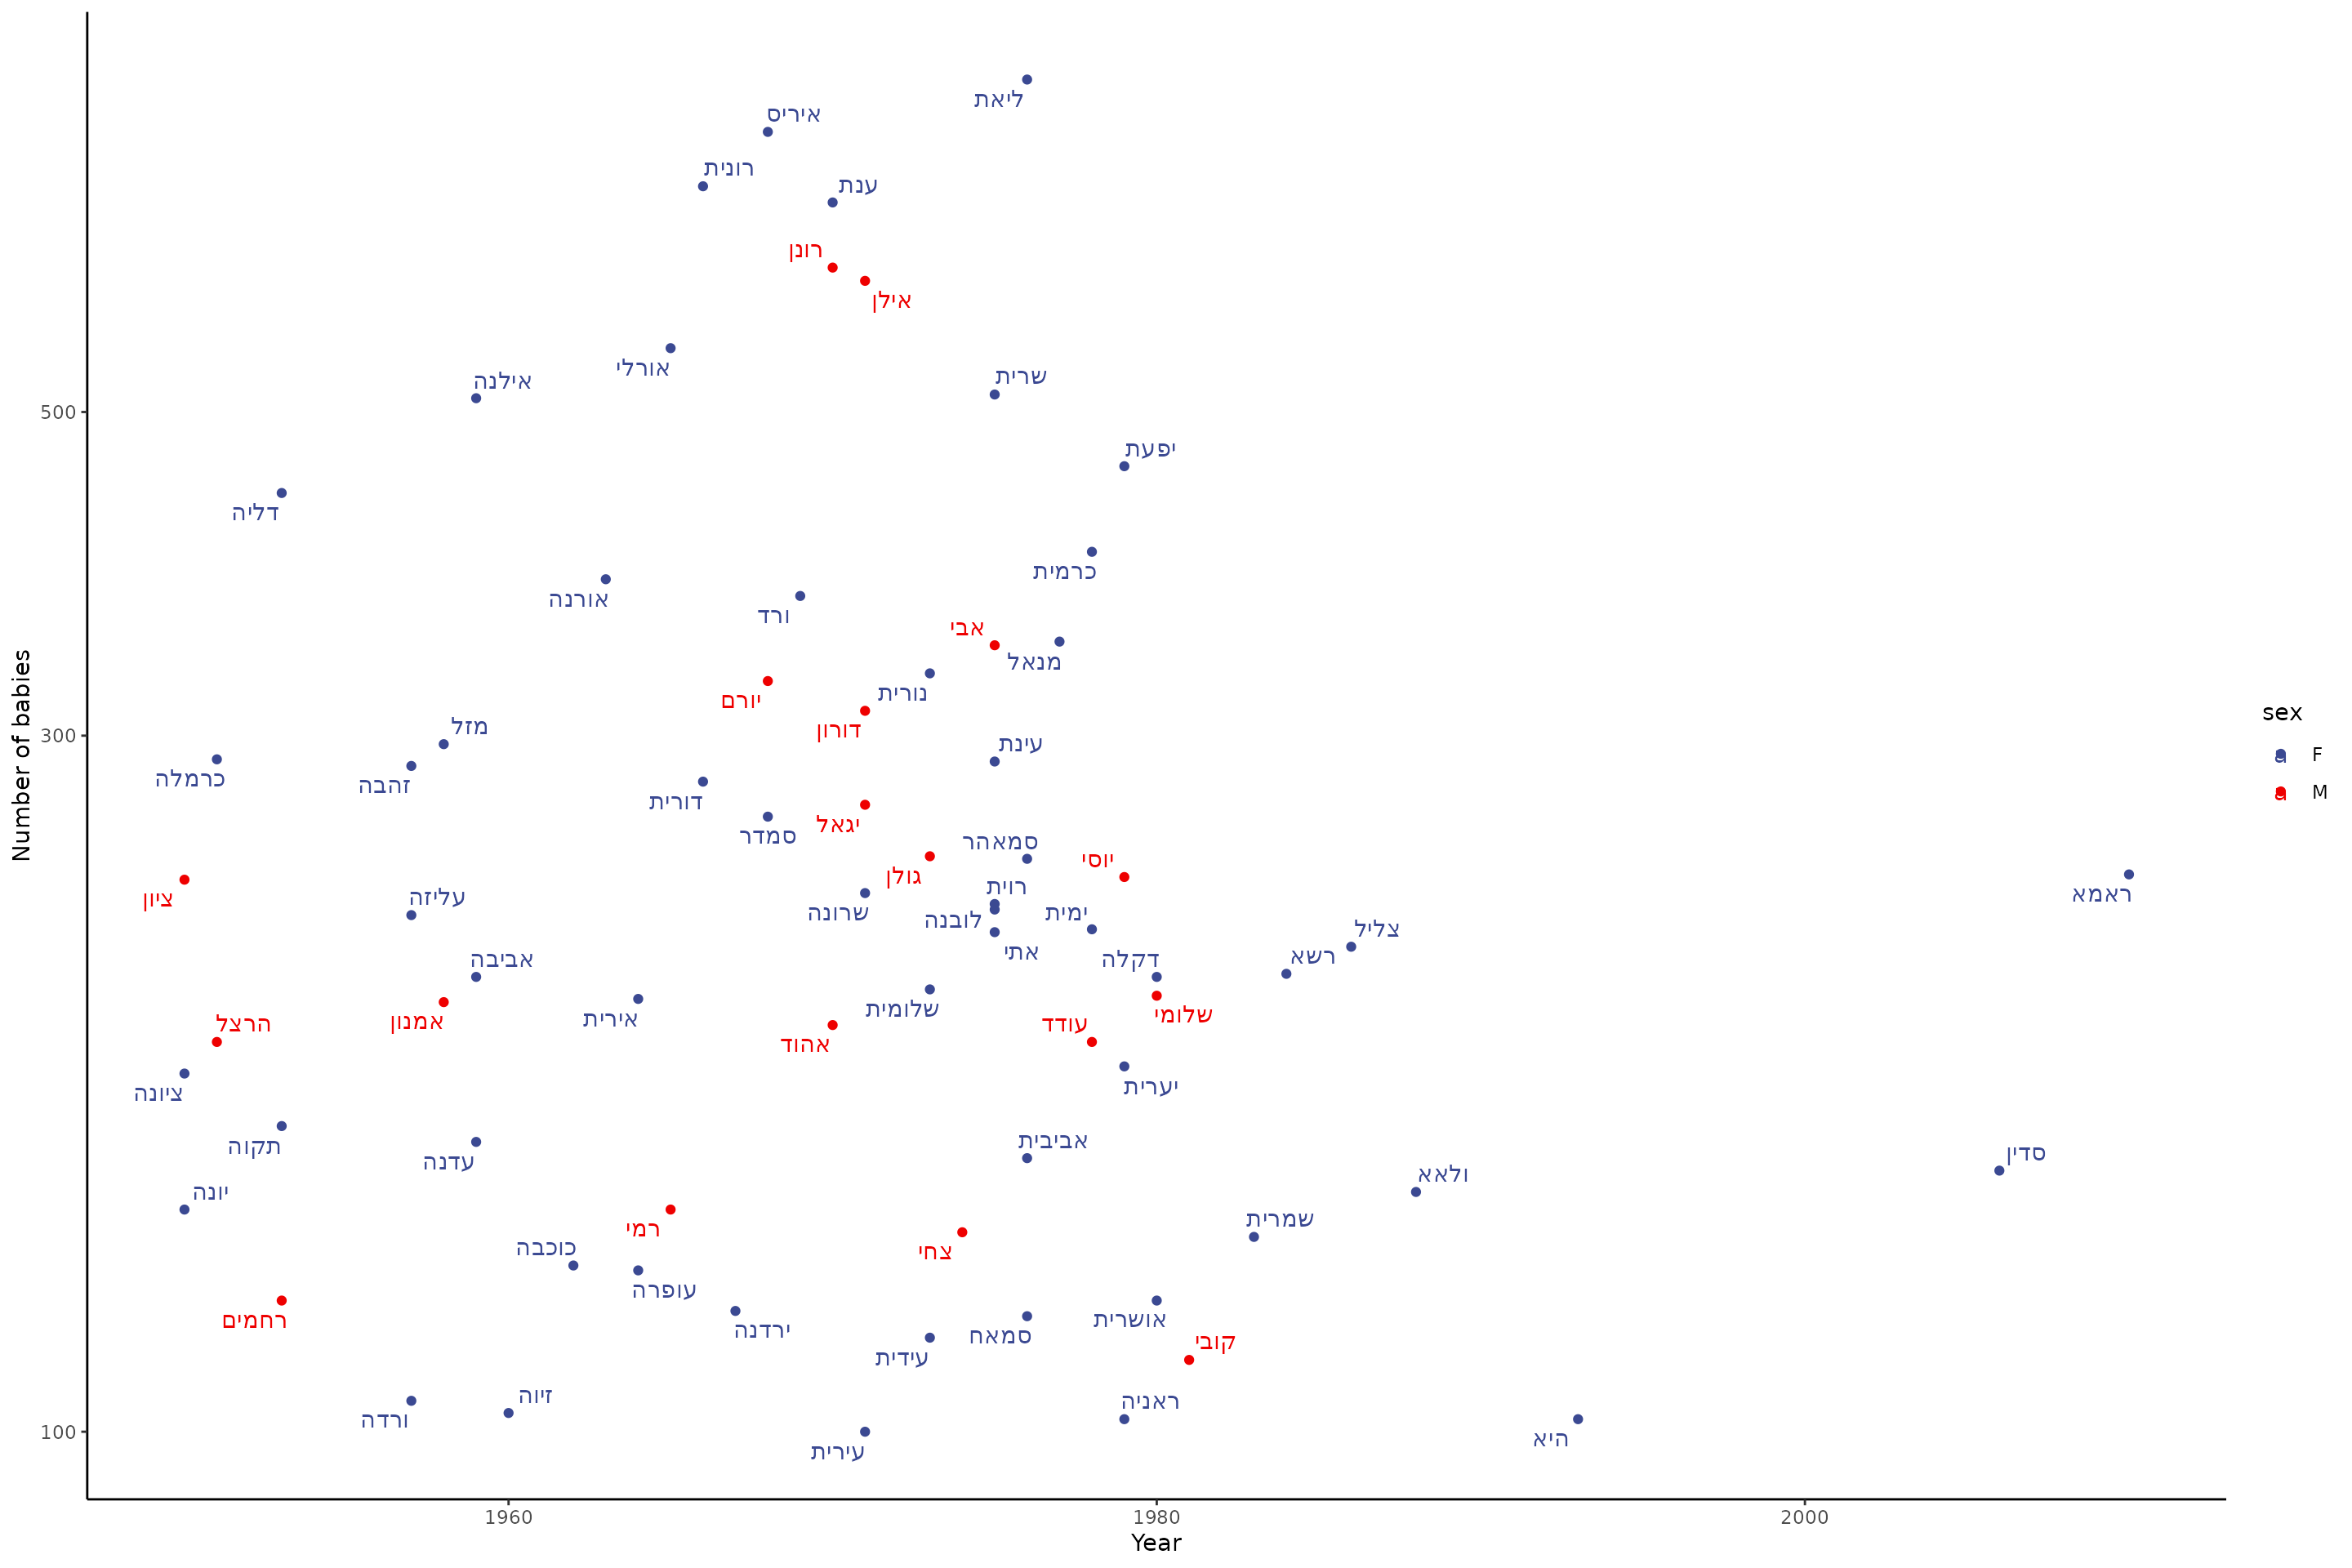 ליאת
איריס
רונית
ענת
רונן
אילן
אורלי
אילנה
שרית
500
יפעת
דליה
כרמית
אורנה
ורד
אבי
מנאל
נורית
יורם
דורון
מזל
עינת
300
כרמלה
זהבה
דורית
יגאל
סמדר
סמאהר
גולן
יוסי
ציון
עליזה
רוית
שרונה
לובנה
ימית
אתי
ראמא
צליל
רשא
דקלה
אביבה
שלומית
שלומי
אמנון
אירית
הרצל
אהוד
עודד
ציונה
יערית
תקוה
עדנה
אביבית
סדין
ולאא
יונה
רמי
שמרית
צחי
כוכבה
עופרה
רחמים
ירדנה
סמאח
אושרית
עידית
קובי
ורדה
זיוה
ראניה
היא
עירית
100
1960
1980
2000
Year
Number of babies
sex
a F
a M